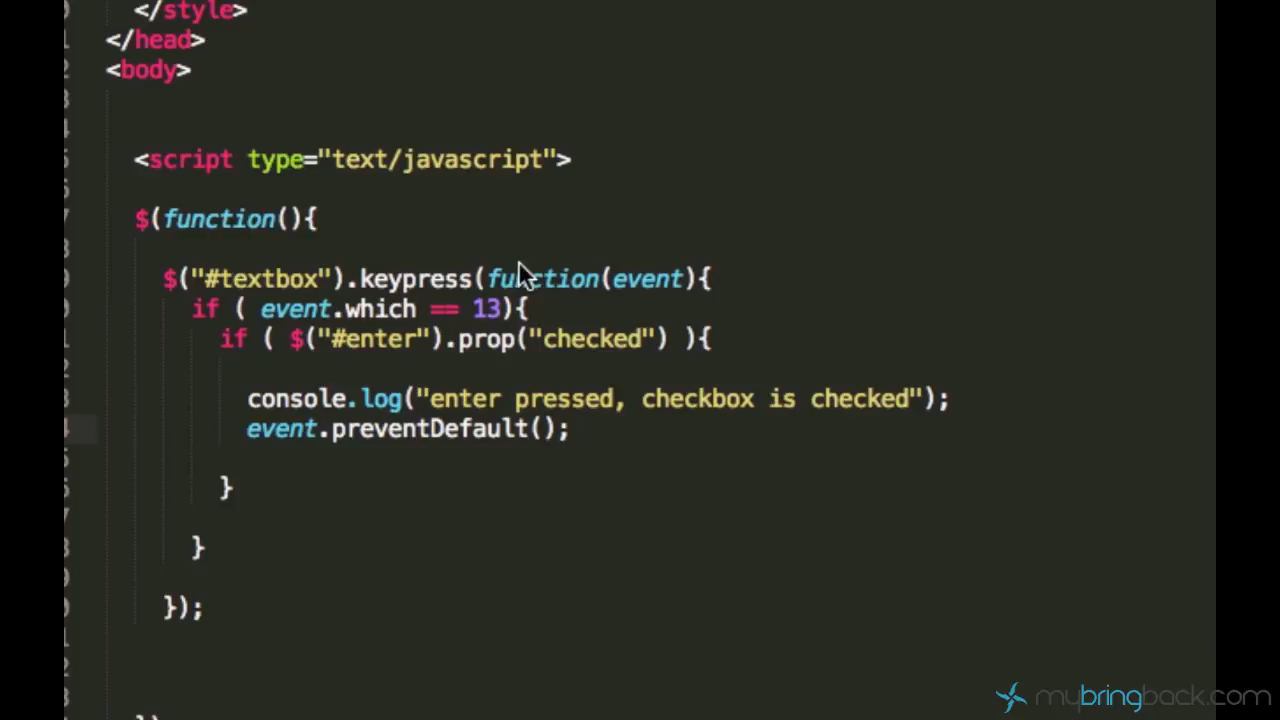 </style>
</head>
<body>
<script type="text/javascript">
$(function(){
$("#textbox").keypress(function(event){
if ( event.which == 13){
if ( $("#enter").prop("checked") ){
console.log("enter pressed, checkbox is checked");
event.preventDefault();
}
}
});
mybringback.com